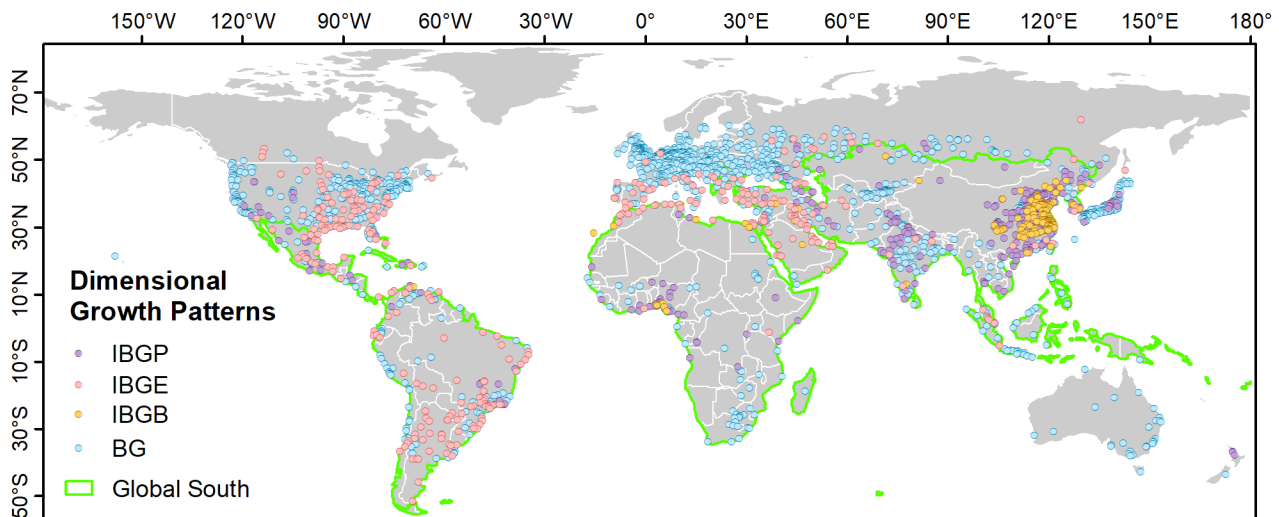 150°W 120°W 90°W 60°W 30°W 0° 30°E 60°E 90°E 120°E 150°E 180°
70°N
50°N
30°N
10°N
10°S
30°S
50°S
Dimensional
Growth Patterns
IBGP
IBGE
IBGB
BG
Global South